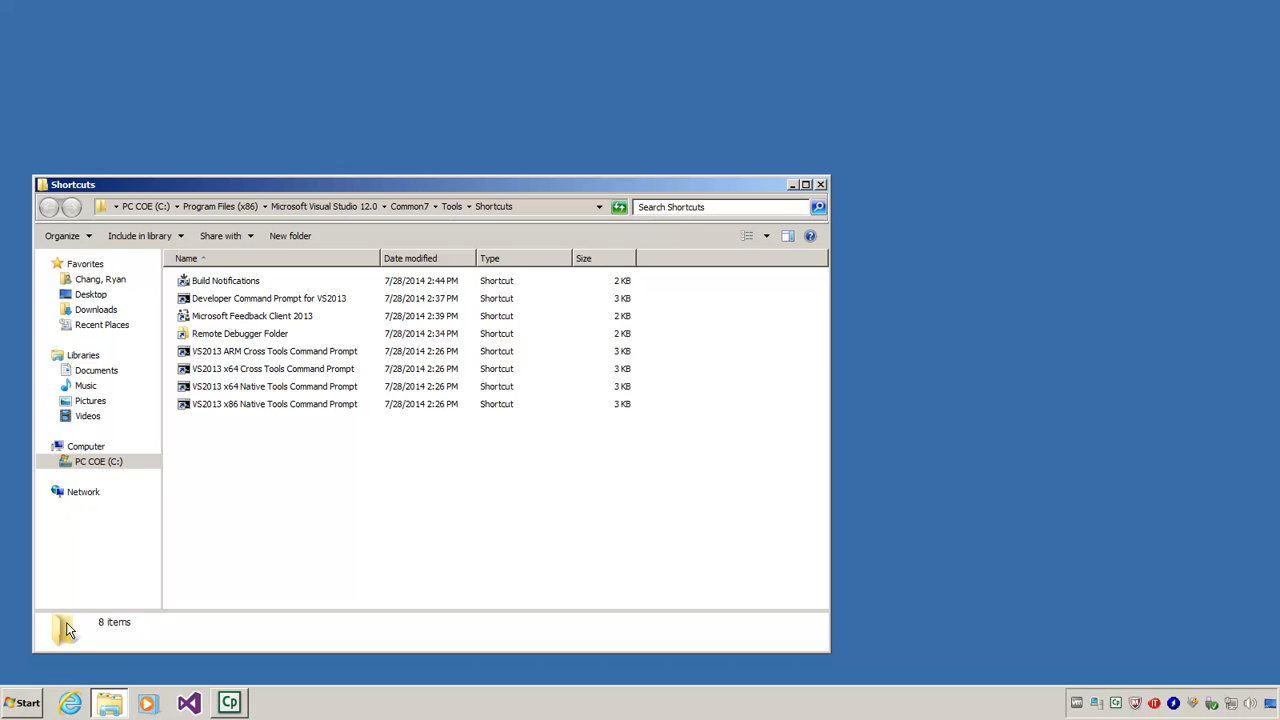 Shortcuts
PC COE (C:) Program Files (x86) Microsoft Visual Studio 12.0 Common7 Tools Shortcuts Search Shortcuts
Organize Include in library Share with New folder
Name Date modified Type Size
Favorites
Chang, Ryan
Desktop
Downloads
Recent Places
Libraries
Documents
Music
Pictures
Videos
Computer
PC COE (C:)
Network
Build Notifications 7/28/2014 2:44 PM Shortcut 2 KB
Developer Command Prompt for VS2013 7/28/2014 2:37 PM Shortcut 3 KB
Microsoft Feedback Client 2013 7/28/2014 2:39 PM Shortcut 2 KB
Remote Debugger Folder 7/28/2014 2:34 PM Shortcut 2 KB
VS2013 ARM Cross Tools Command Prompt 7/28/2014 2:26 PM Shortcut 3 KB
VS2013 x64 Cross Tools Command Prompt 7/28/2014 2:26 PM Shortcut 3 KB
VS2013 x64 Native Tools Command Prompt 7/28/2014 2:26 PM Shortcut 3 KB
VS2013 x86 Native Tools Command Prompt 7/28/2014 2:26 PM Shortcut 3 KB
8 items
Start Cp